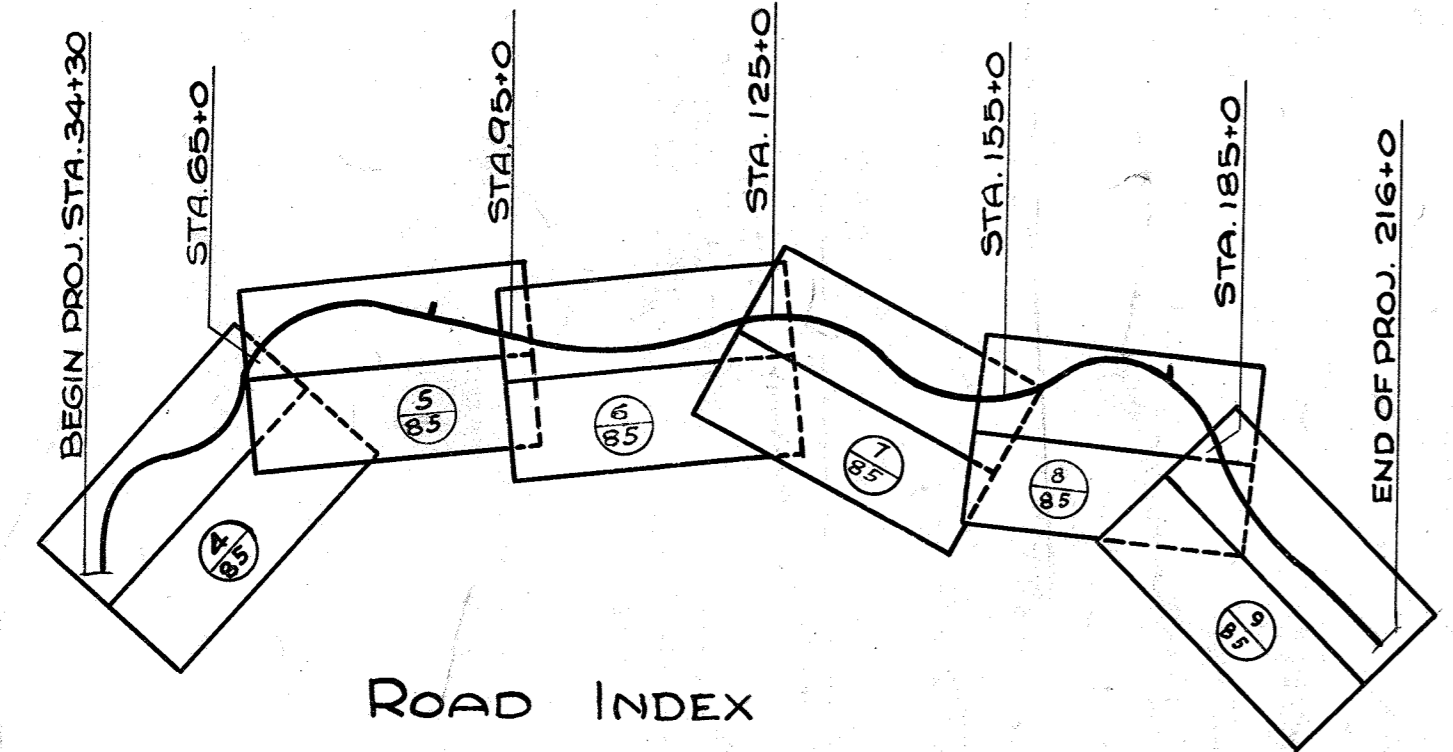 BEGIN PROJ. STA. 34+30
STA. 65+0
STA. 95+0
STA. 125+0
STA. 155+0
STA. 185+0
END OF PROJ. 216+0
4
85
5
85
6
85
7
85
8
85
9
85
ROAD INDEX